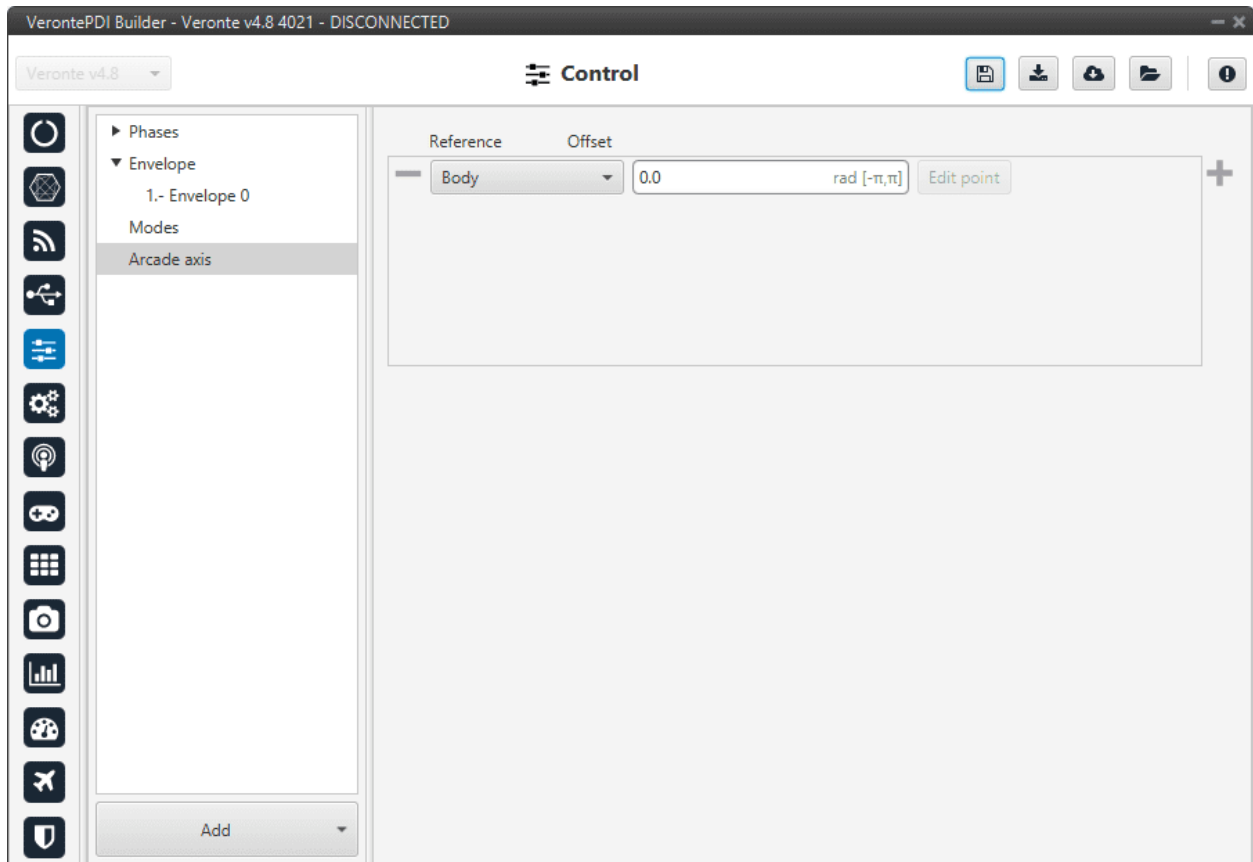 VerontePDI Builder - Veronte v4.8 4021 - DISCONNECTED
Veronte v4.8
Control
Phases
Envelope
1.- Envelope 0
Modes
Arcade axis
Add
Reference Offset
Body 0.0 rad [-π,π] Edit point